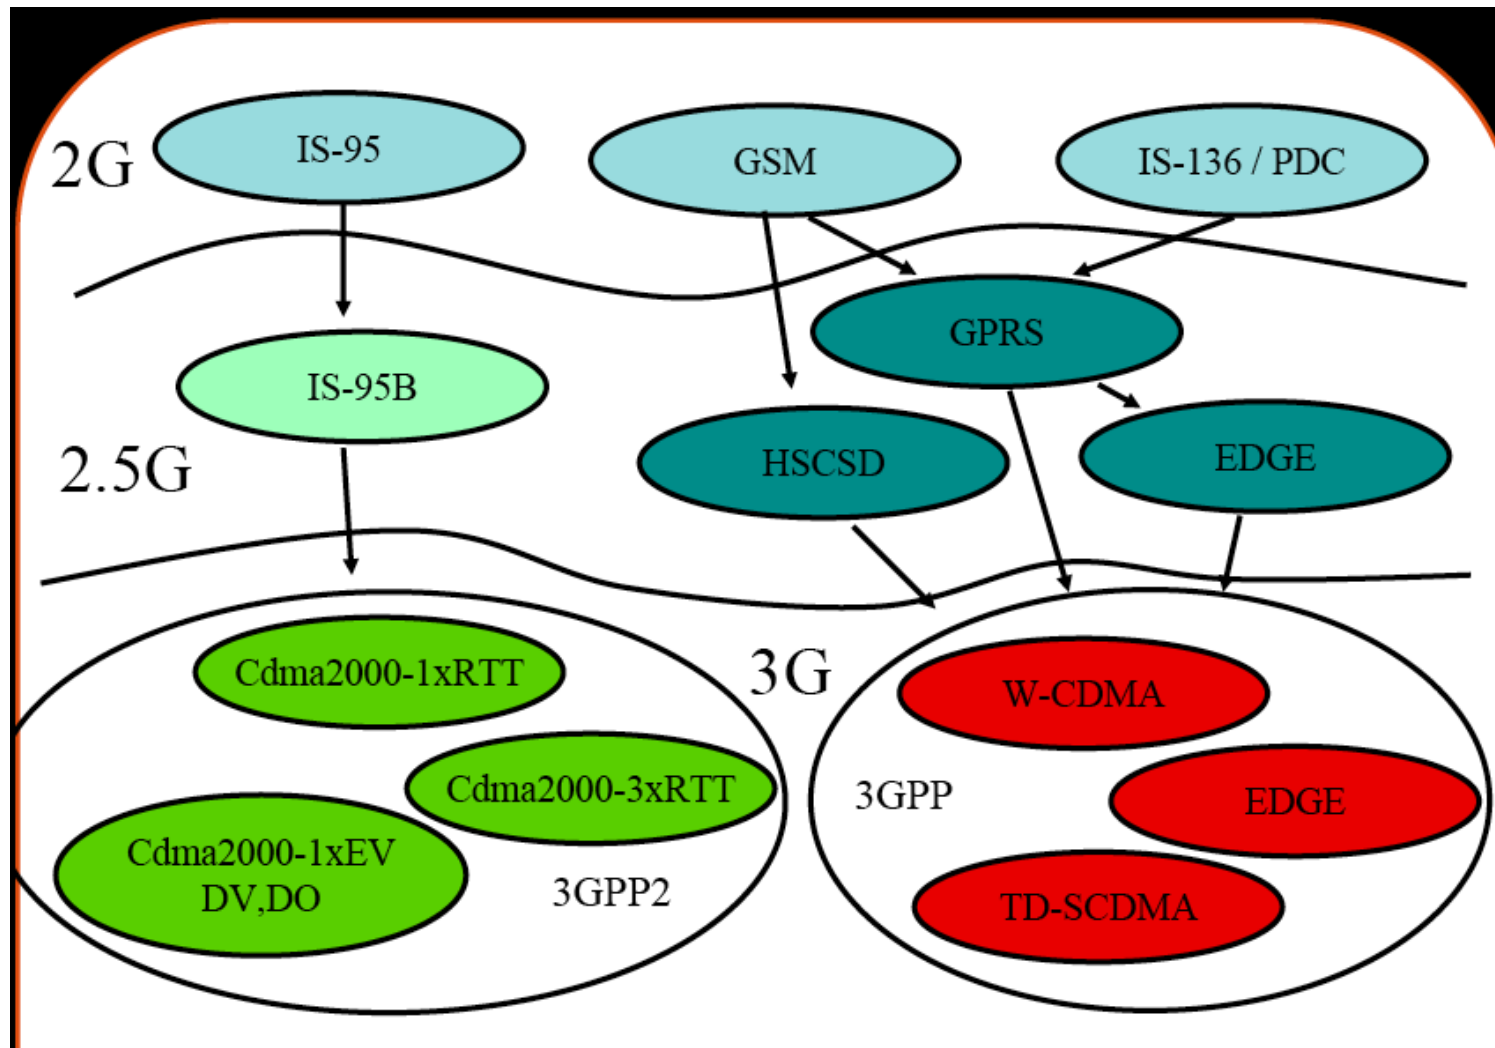 2G
IS-95
GSM
IS-136 / PDC
GPRS
IS-95B
2.5G
HSCSD
EDGE
3G
Cdma2000-1xRTT
Cdma2000-3xRTT
Cdma2000-1xEV
DV,DO
3GPP2
W-CDMA
3GPP
EDGE
TD-SCDMA